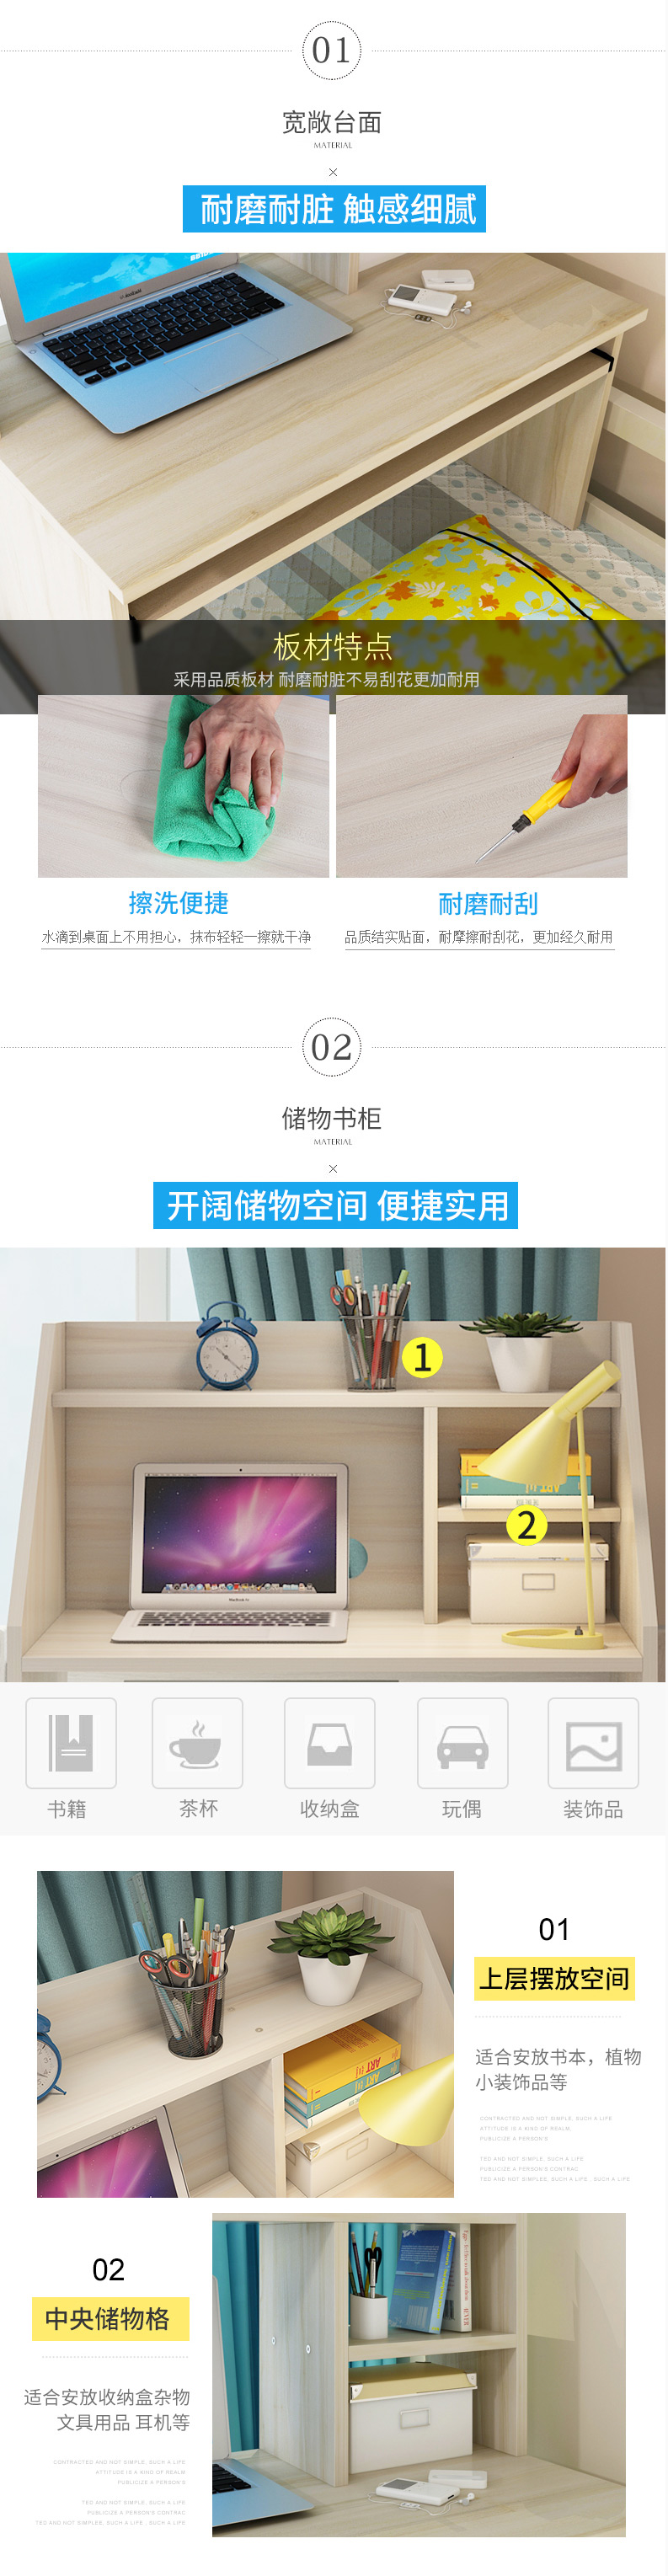 01
宽敞台面
MATERIAL
耐磨耐脏 触感细腻
板材特点
采用品质板材 耐磨耐脏不易刮花更加耐用
擦洗便捷
水滴到桌面上不用担心，抹布轻轻一擦就干净
耐磨耐刮
品质结实贴面，耐摩擦耐刮花，更加经久耐用
02
储物书柜
MATERIAL
开阔储物空间 便捷实用
1
2
书籍
茶杯
收纳盒
玩偶
装饰品
ART
01
上层摆放空间
适合安放书本，植物
小装饰品等
CONTRACTED AND NOT SIMPLE, SUCH A LIFE
ATTITUDE IS A KIND OF REALM,
PUBLICIZE A PERSON'S
TED AND NOT SIMPLE, SUCH A LIFE
PUBLICIZE A PERSON'S CONTRAC
TED AND NOT SIMPLEE, SUCH A LIFE . SUCH A LIFE
02
中央储物格
适合安放收纳盒杂物
文具用品 耳机等
CONTRACTED AND NOT SIMPLE, SUCH A LIFE
ATTITUDE IS A KIND OF REALM
PUBLICIZE A PERSON'S
TED AND NOT SIMPLE, SUCH A LIFE
PUBLICIZE A PERSON'S CONTRAC
TED AND NOT SIMPLEE, SUCH A LIFE . SUCH A LIFE